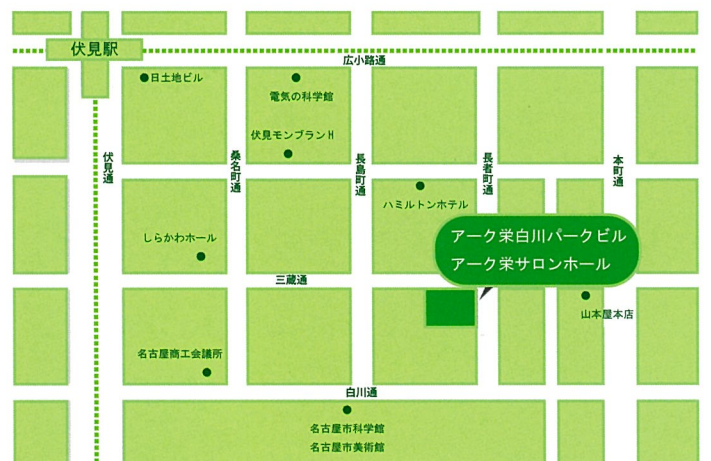 伏見駅
広小路通
日土地ビル
電気の科学館
伏見モンブランH
伏見通
桑名町通
長島町通
長者町通
本町通
ハミルトンホテル
しらかわホール
アーク栄白川パークビル
アーク栄サロンホール
三蔵通
山本屋本店
名古屋商工会議所
白川通
名古屋市科学館
名古屋市美術館